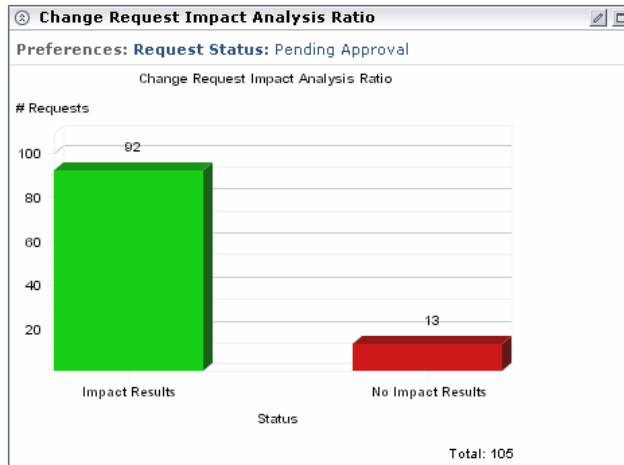 Change Request Impact Analysis Ratio
Preferences: Request Status: Pending Approval
Change Request Impact Analysis Ratio
# Requests
92
100
80
60
40
20
13
Impact Results No Impact Results
Status
Total: 105